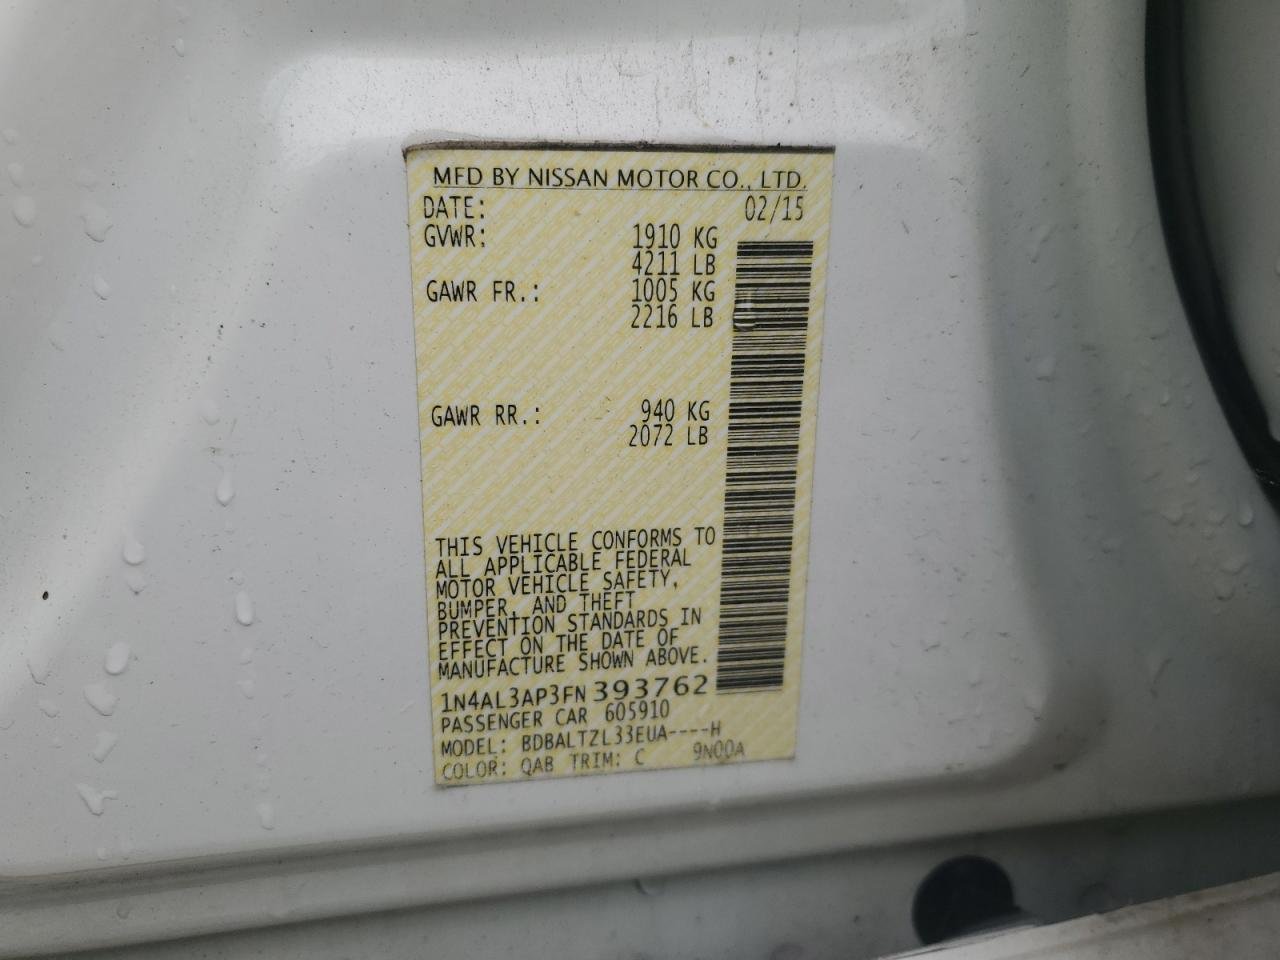 MFD BY NISSAN MOTOR CO., LTD.
DATE: 02/15
GVWR: 1910 KG
4211 LB
GAWR FR.: 1005 KG
2216 LB
GAWR RR.: 940 KG
2072 LB
THIS VEHICLE CONFORMS TO
ALL APPLICABLE FEDERAL
MOTOR VEHICLE SAFETY,
BUMPER, AND THEFT
PREVENTION STANDARDS IN
EFFECT ON THE DATE OF
MANUFACTURE SHOWN ABOVE.
1N4AL3AP3FN393762
PASSENGER CAR 605910
MODEL: BDBALTZL33EUA----H
COLOR: QAB TRIM: C 9N00A